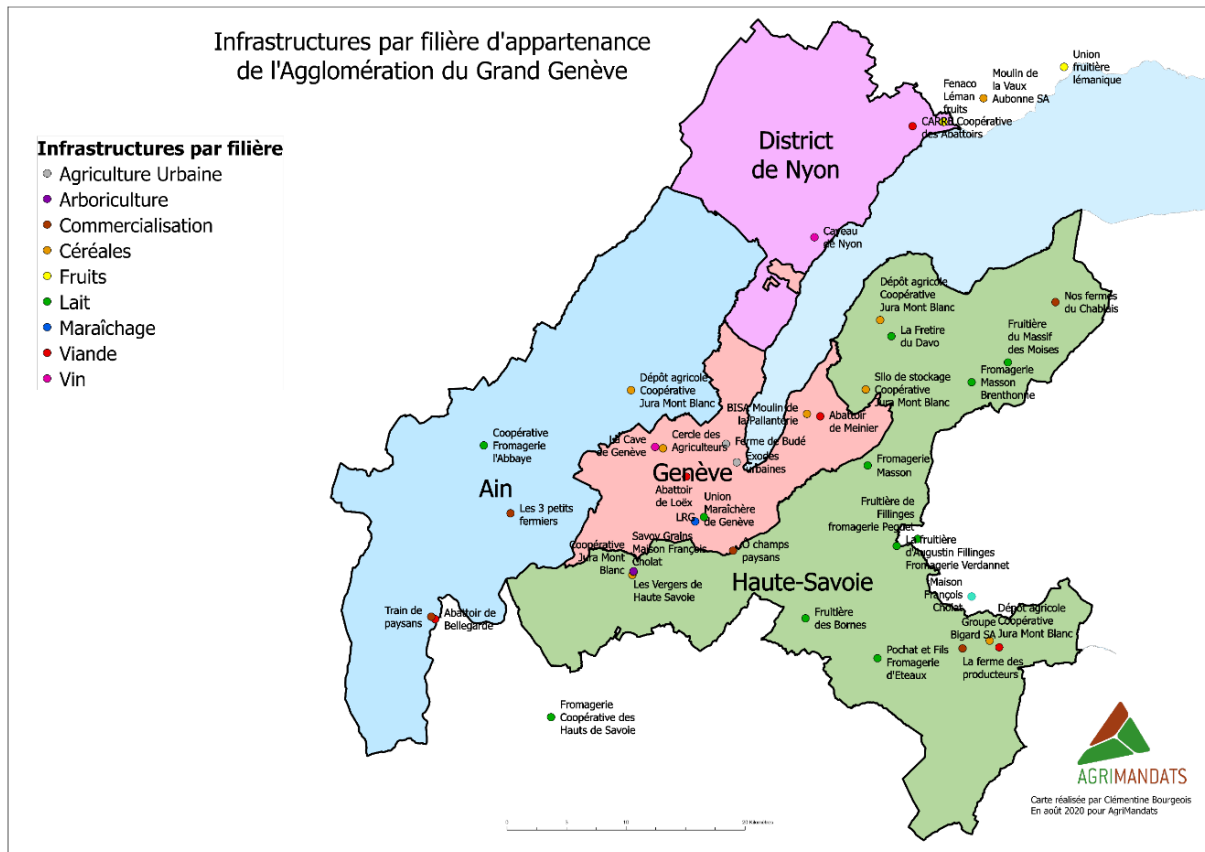 Infrastructures par filière d'appartenance
de l'Agglomération du Grand Genève
Infrastructures par filière
Agriculture Urbaine
Arboriculture
Commercialisation
Céréales
Fruits
Lait
Maraîchage
Viande
Vin
Union
fruitière
lémanique
Moulin de
la Vaux
Aubonne SA
Fenaco
Léman
fruits
CARRB Coopérative
des Abattoirs
District
de Nyon
Caveau
de Nyon
Dépôt agricole
Coopérative
Jura Mont Blanc
La Fretire
du Davo
Nos fermes
du Chablais
Fruitière
du Massif
des Moises
Fromagerie
Masson
Brenthonne
Silo de stockage
Coopérative
Jura Mont Blanc
Dépôt agricole
Coopérative
Jura Mont Blanc
BISA Moulin de
la Pallanterie
Abattoir
de Meinier
Coopérative
Fromagerie
l'Abbaye
La Cave
de Genève
Cercle des
Agriculteurs
Ferme de Budé
Exodes
urbaines
Genève
Ain
Abattoir
de Loëx
Union
Maraîchère
de Genève
LRG
Fromagerie
Masson
Les 3 petits
fermiers
Fruitière de
Fillinges
fromagerie Peguet
La fruitière
d'Augustin Fillinges
Fromagerie Verdannet
Savoy Grains
Maison François
Cholat
O champs
paysans
Coopérative
Jura Mont
Blanc
Les Vergers de
Haute Savoie
Haute-Savoie
Maison
François
Cholat
Train de
paysans
Abattoir de
Bellegarde
Fruitière
des Bornes
Dépôt agricole
Coopérative
Jura Mont Blanc
Groupe
Bigard SA
La ferme des
producteurs
Pochat et Fils
Fromagerie
d'Eteaux
Fromagerie
Coopérative des
Hauts de Savoie
AGRIMANDATS
Carte réalisée par Clémentine Bourgeois
En août 2020 pour AgriMandats
0 5 10 20 Kilomètres